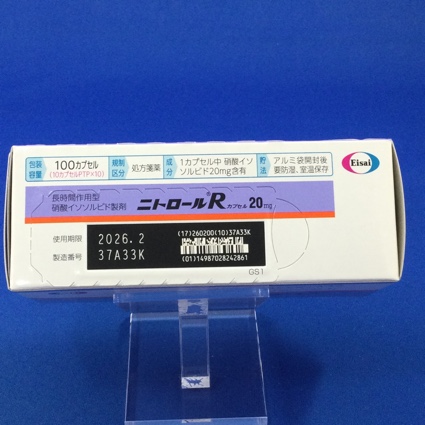 包装容量 100カプセル (10カプセルPTP×10) 規制区分 処方箋薬 成分 1カプセル中 硝酸イソソルビド20mg含有 貯法 アルミ袋開封後要防湿、室温保存
Eisai
長時間作用型
硝酸イソソルビド製剤
ニトロール®Rカプセル20mg
使用期限 2026.2
製造番号 37A33K
(17)260200(10)37A33K
(01)14987028242861
GS1